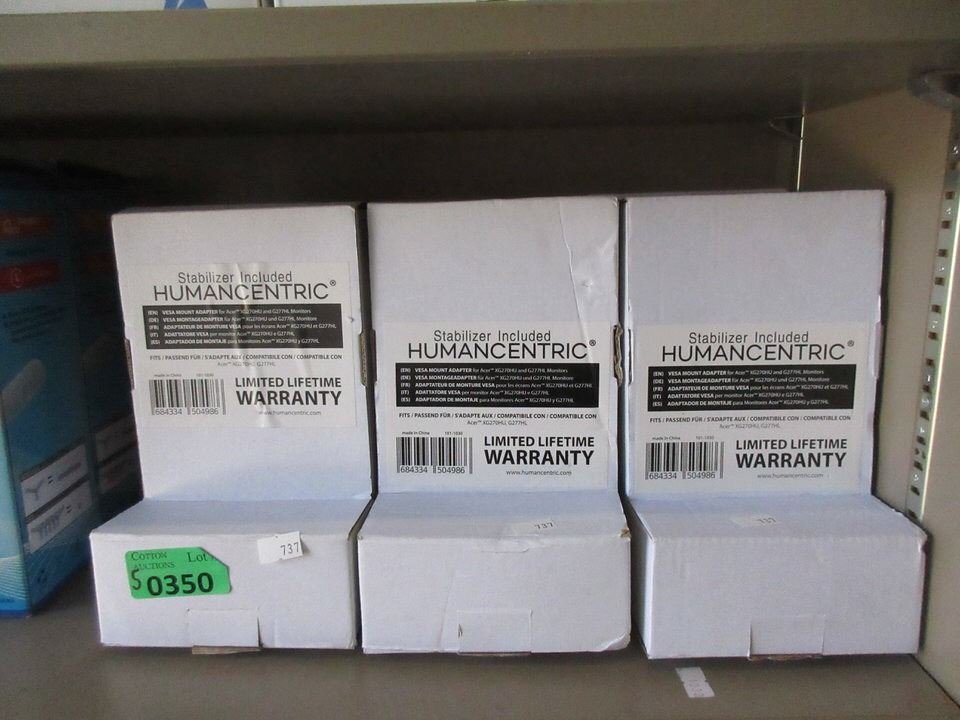 Stabilizer Included
HUMANCENTRIC®
(EN) VESA MOUNT ADAPTER for Acer™ XG270HU and G277HL Monitors
(DE) VESA MONTAGEADAPTER für Acer™ XG270HU und G277HL Monitore
(FR) ADAPTATEUR DE MONTURE VESA pour les écrans Acer™ XG270HU et G277HL
(IT) ADATTATORE VESA per monitor Acer™ XG270HU e G277HL
(ES) ADAPTADOR DE MONTAJE para Monitores Acer™ XG270HU y G277HL
FITS / PASSEND FÜR / S'ADAPTE AUX / COMPATIBLE CON / COMPATIBLE CON
Acer™ XG270HU, G277HL
made in China 101-1030
684334 504986
LIMITED LIFETIME
WARRANTY
www.humancentric.com
COTTON
AUCTIONS
Lot
S 0350
737
Stabilizer Included
HUMANCENTRIC®
(EN) VESA MOUNT ADAPTER for Acer™ XG270HU and G277HL Monitors
(DE) VESA MONTAGEADAPTER für Acer™ XG270HU und G277HL Monitore
(FR) ADAPTATEUR DE MONTURE VESA pour les écrans Acer™ XG270HU et G277HL
(IT) ADATTATORE VESA per monitor Acer™ XG270HU e G277HL
(ES) ADAPTADOR DE MONTAJE para Monitores Acer™ XG270HU y G277HL
FITS / PASSEND FÜR / S'ADAPTE AUX / COMPATIBLE CON / COMPATIBLE CON
Acer™ XG270HU, G277HL
made in China 101-1030
684334 504986
LIMITED LIFETIME
WARRANTY
www.humancentric.com
737
Stabilizer Included
HUMANCENTRIC®
(EN) VESA MOUNT ADAPTER for Acer™ XG270HU and G277HL Monitors
(DE) VESA MONTAGEADAPTER für Acer™ XG270HU und G277HL Monitore
(FR) ADAPTATEUR DE MONTURE VESA pour les écrans Acer™ XG270HU et G277HL
(IT) ADATTATORE VESA per monitor Acer™ XG270HU e G277HL
(ES) ADAPTADOR DE MONTAJE para Monitores Acer™ XG270HU y G277HL
FITS / PASSEND FÜR / S'ADAPTE AUX / COMPATIBLE CON / COMPATIBLE CON
Acer™ XG270HU, G277HL
made in China 101-1030
684334 504986
LIMITED LIFETIME
WARRANTY
www.humancentric.com
737